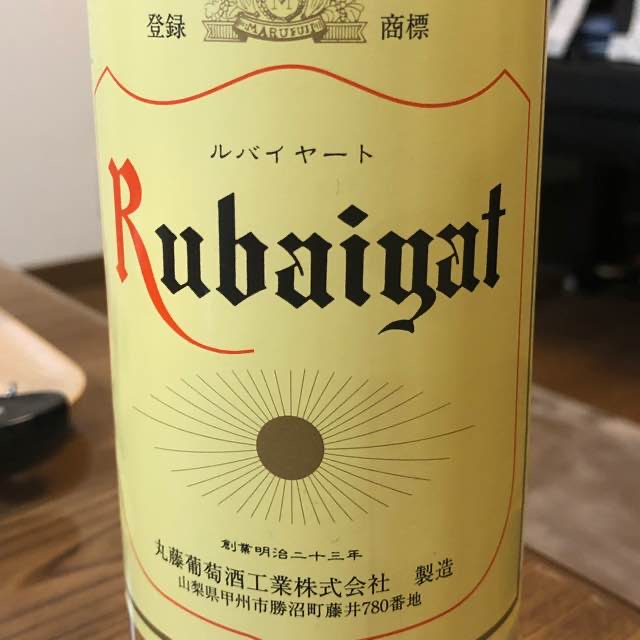 登録 MARUFUJI 商標
ルバイヤート
Rubaiyat
創業明治二十三年
丸藤葡萄酒工業株式会社 製造
山梨県甲州市勝沼町藤井780番地